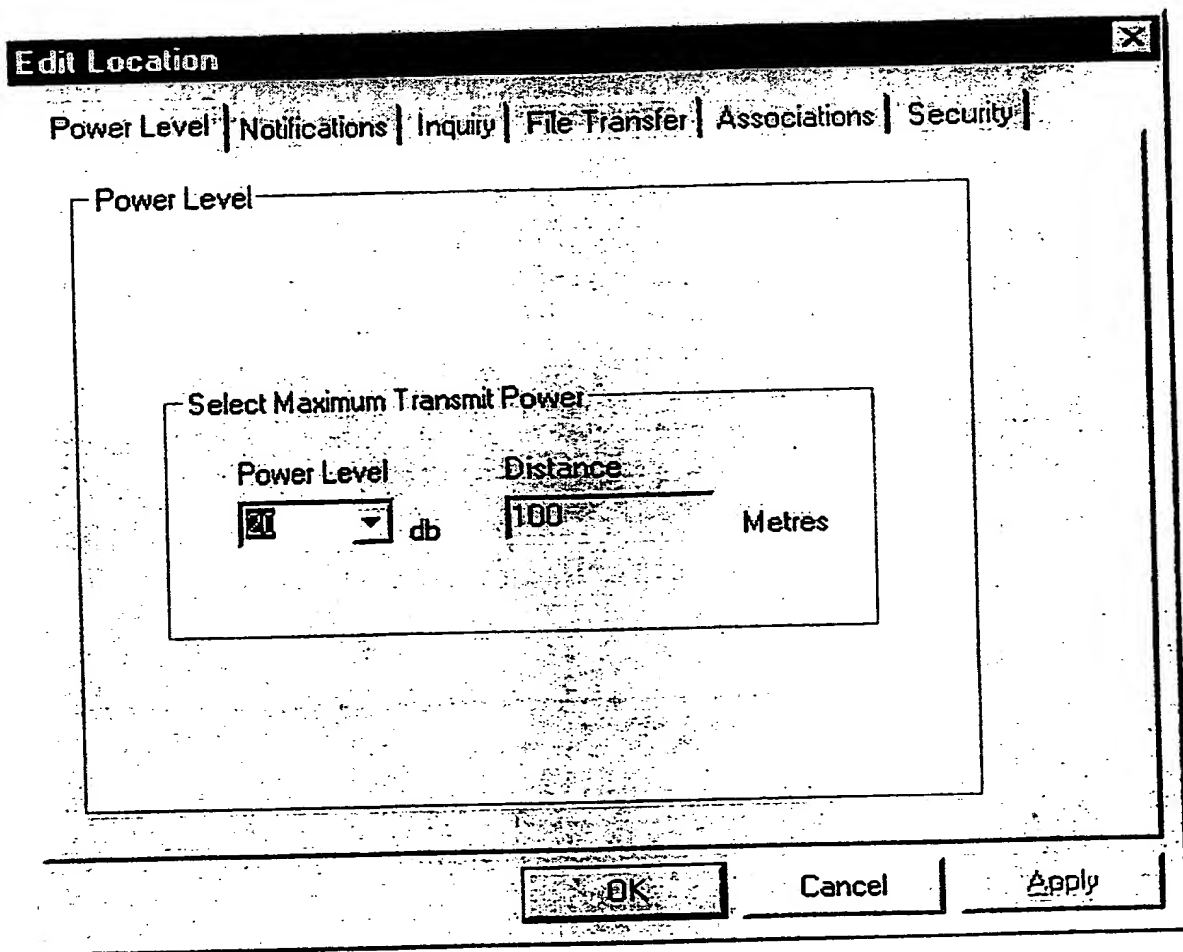 Edit Location
Power Level Notifications Inquiry File Transfer Associations Security
Power Level
Select Maximum Transmit Power
Power Level Distance
db 100 Metres
OK Cancel Apply